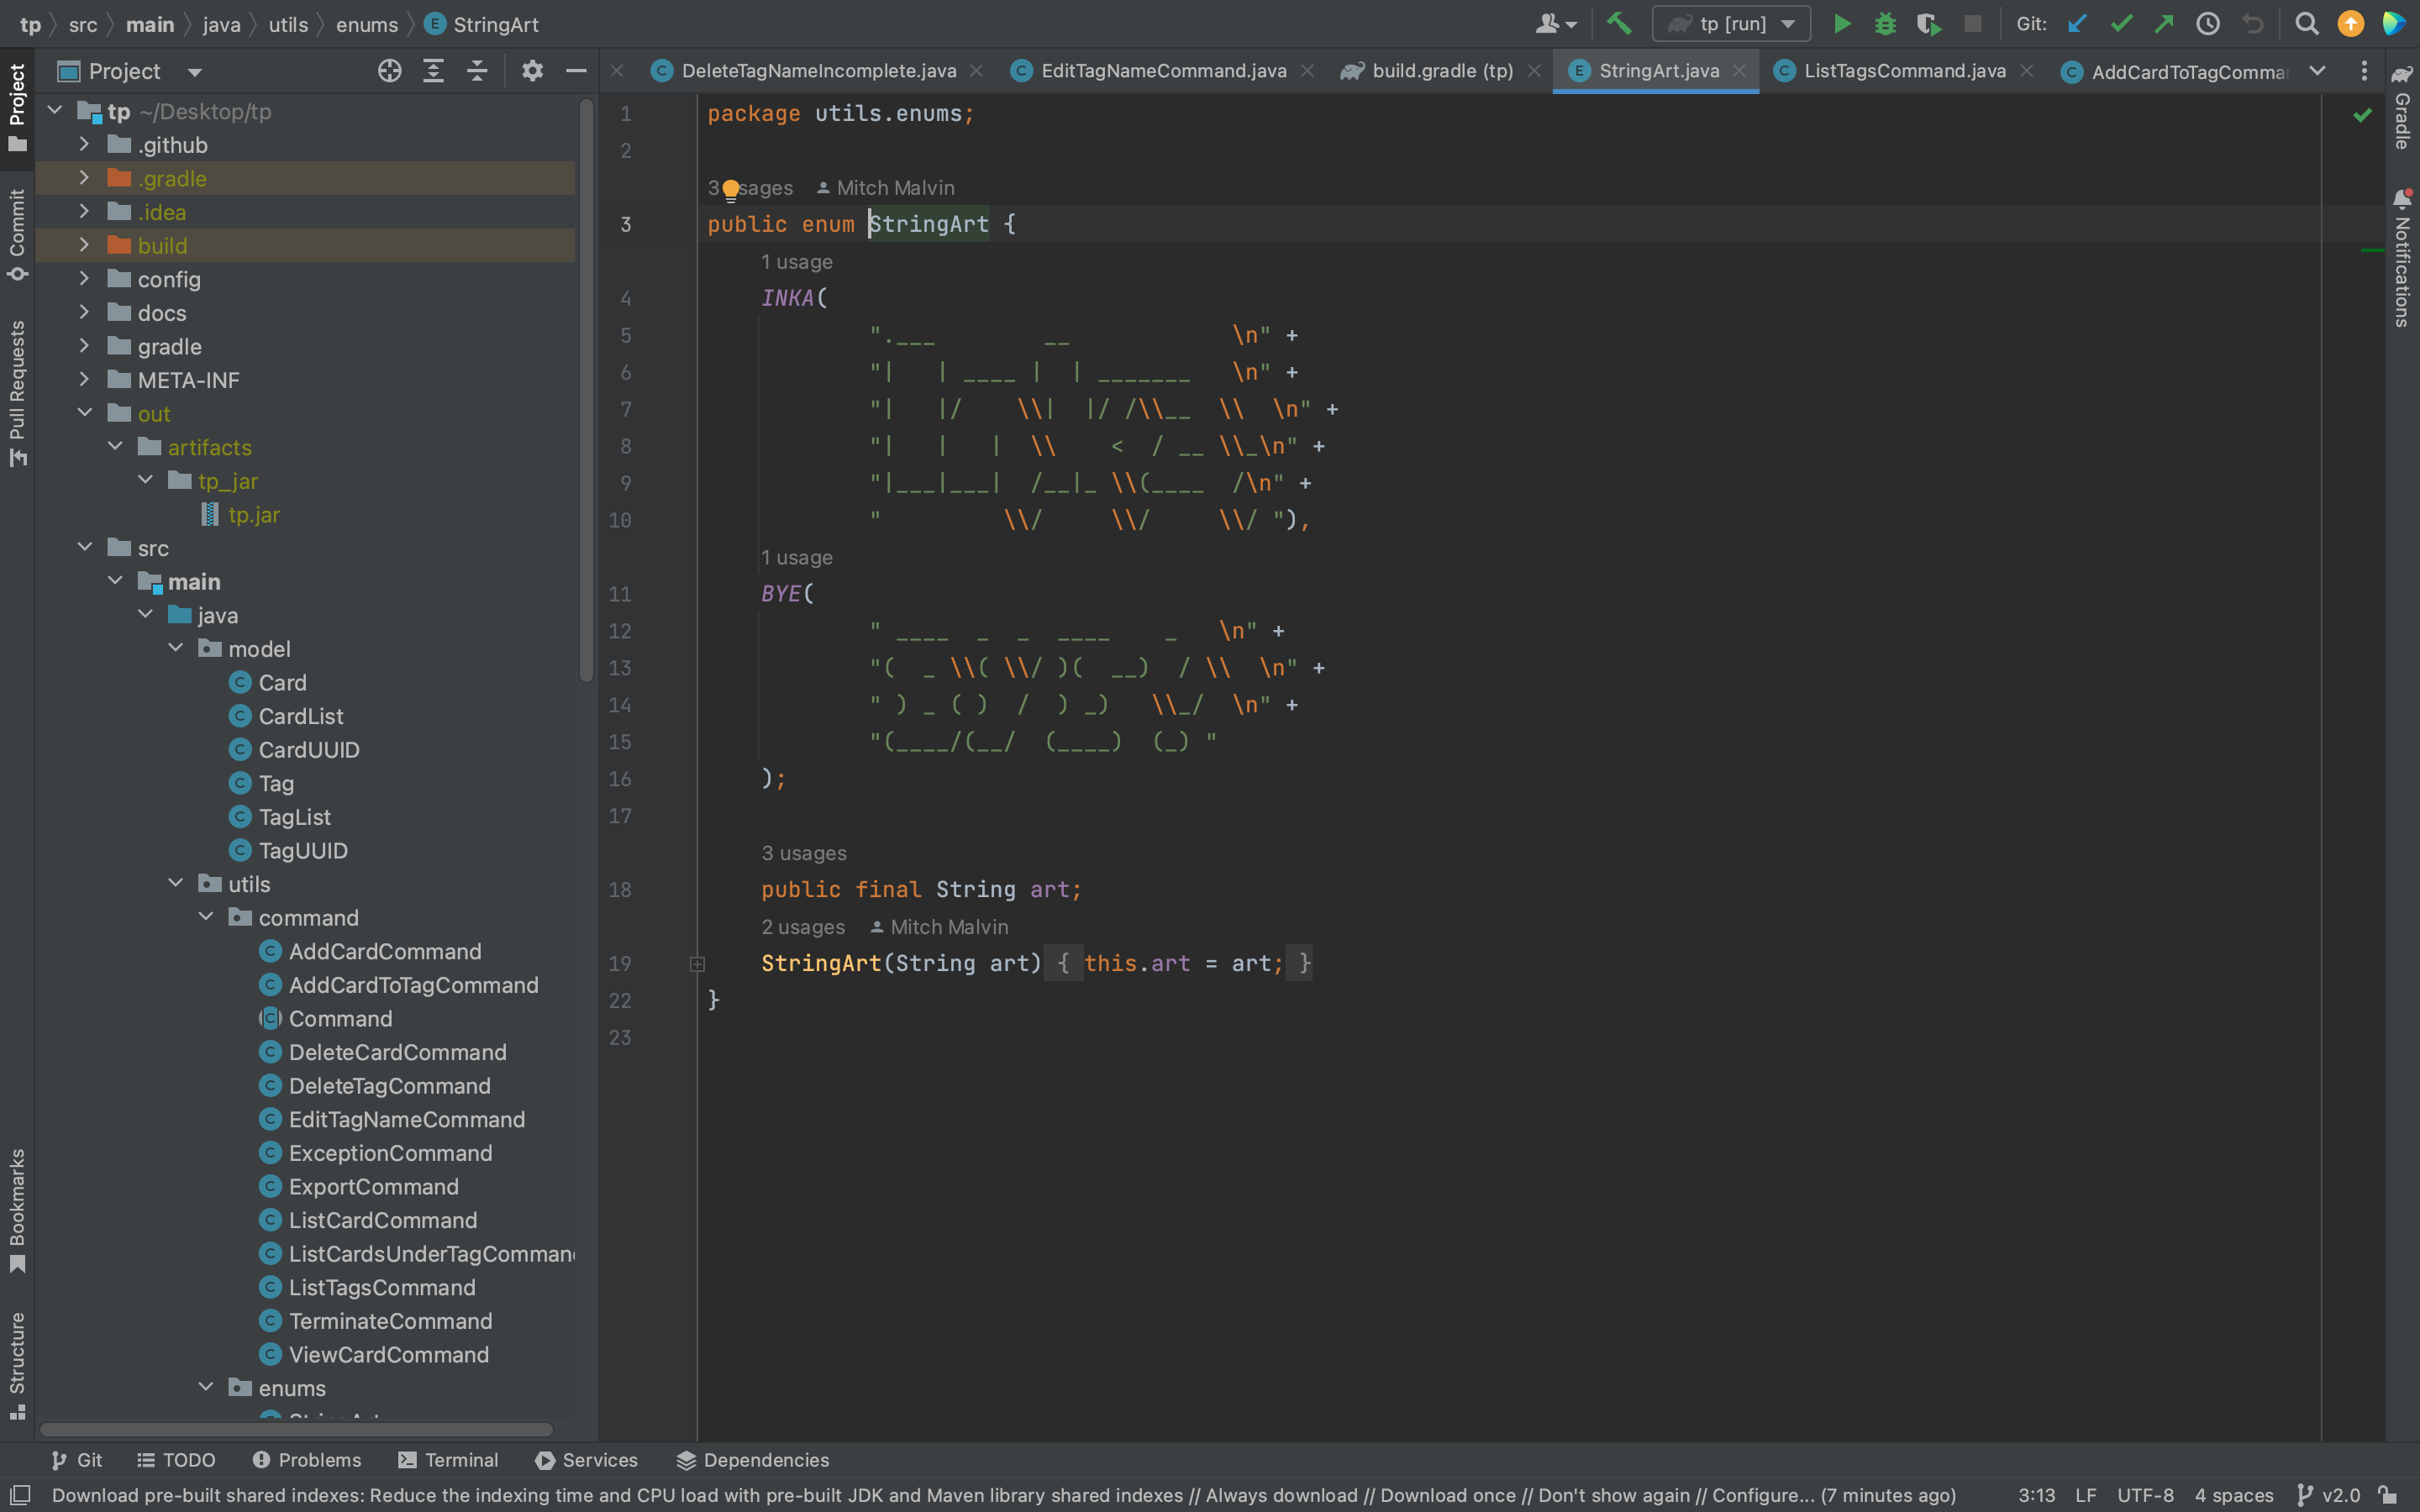 tp src main java utils enums StringArt
tp [run] Git:
Project
DeleteTagNameIncomplete.java EditTagNameCommand.java build.gradle (tp) StringArt.java ListTagsCommand.java
Project
Commit
Pull Requests
Bookmarks
Structure
tp ~/Desktop/tp
.github
.gradle
.idea
build
config
docs
gradle
META-INF
out
artifacts
tp_jar
tp.jar
src
main
java
model
Card
CardList
CardUUID
Tag
TagList
TagUUID
utils
command
AddCardCommand
AddCardToTagCommand
Command
DeleteCardCommand
DeleteTagCommand
EditTagNameCommand
ExceptionCommand
ExportCommand
ListCardCommand
ListCardsUnderTagComman
ListTagsCommand
TerminateCommand
ViewCardCommand
enums
1 package utils.enums;
2
Mitch Malvin
3 public enum StringArt {
1 usage
4 INKA(
5 ".___        __            \n" +
6 "|   | ____ |  | _______   \n" +
7 "|   |/    \\|  |/ /\\__  \\  \n" +
8 "|   |   |  \\    <  / __ \\_\n" +
9 "|___|___|  /__|_ \\(____  /\n" +
10 "         \\/     \\/     \\/ "),
1 usage
11 BYE(
12 " ____  _  _  ____    _   \n" +
13 "(  _ \\( \\/ )(  __)  / \\  \n" +
14 " ) _ ( )  /  ) _)   \\_/  \n" +
15 "(____/(__/  (____)  (_) "
16 );
17
3 usages
18 public final String art;
2 usages Mitch Malvin
19 StringArt(String art) { this.art = art; }
22 }
23
Gradle
Notifications
Git TODO Problems Terminal Services Dependencies
Download pre-built shared indexes: Reduce the indexing time and CPU load with pre-built JDK and Maven library shared indexes // Always download // Download once // Don't show again // Configure... (7 minutes ago) 3:13 LF UTF-8 4 spaces v2.0